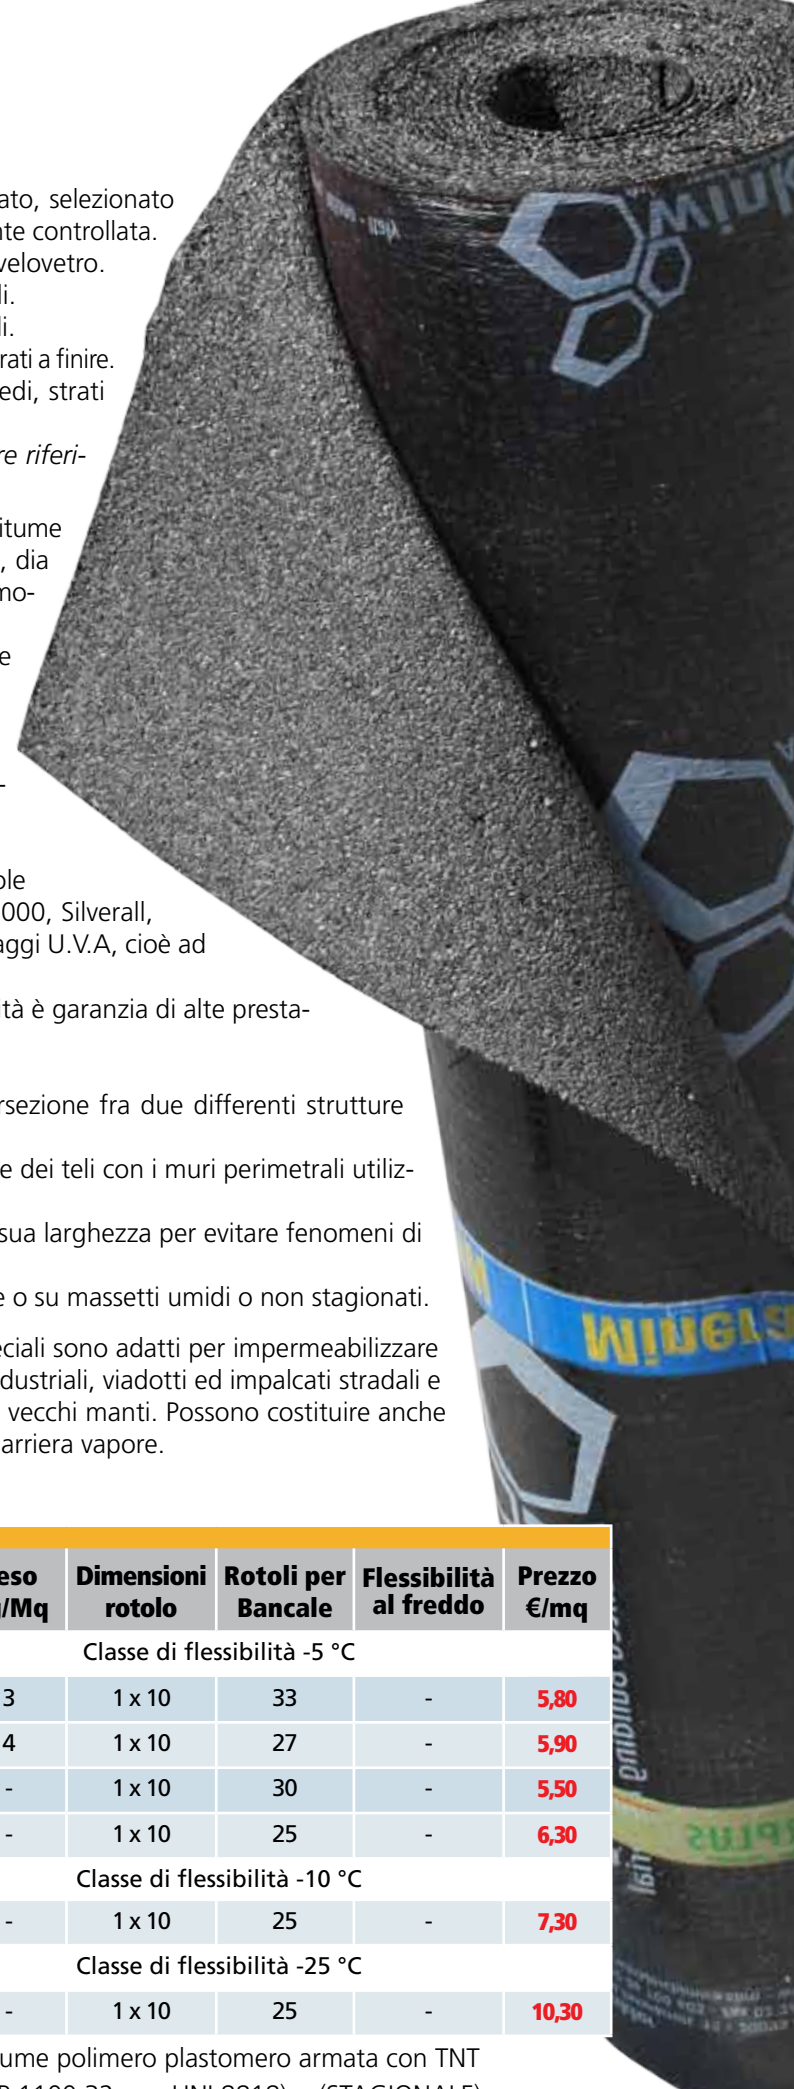 ato, selezionato
nte controllata.
velovetro.
li.
li.
rati a finire.
edi, strati
re riferi-
itume
, dia
mo-
e
-
ole
000, Silverall,
aggi U.V.A, cioè ad
ità è garanzia di alte presta-
rsezione fra due differenti strutture
e dei teli con i muri perimetrali utiliz-
sua larghezza per evitare fenomeni di
e o su massetti umidi o non stagionati.
eciali sono adatti per impermeabilizzare
dustriali, viadotti ed impalcati stradali e
vecchi manti. Possono costituire anche
arriera vapore.
Minera
eso Dimensioni Rotoli per Flessibilità Prezzo
g/Mq rotolo Bancale al freddo €/mq
Classe di flessibilità -5 °C
3 1 x 10 33 - 5,80
4 1 x 10 27 - 5,90
- 1 x 10 30 - 5,50
- 1 x 10 25 - 6,30
Classe di flessibilità -10 °C
- 1 x 10 25 - 7,30
Classe di flessibilità -25 °C
- 1 x 10 25 - 10,30
ume polimero plastomero armata con TNT